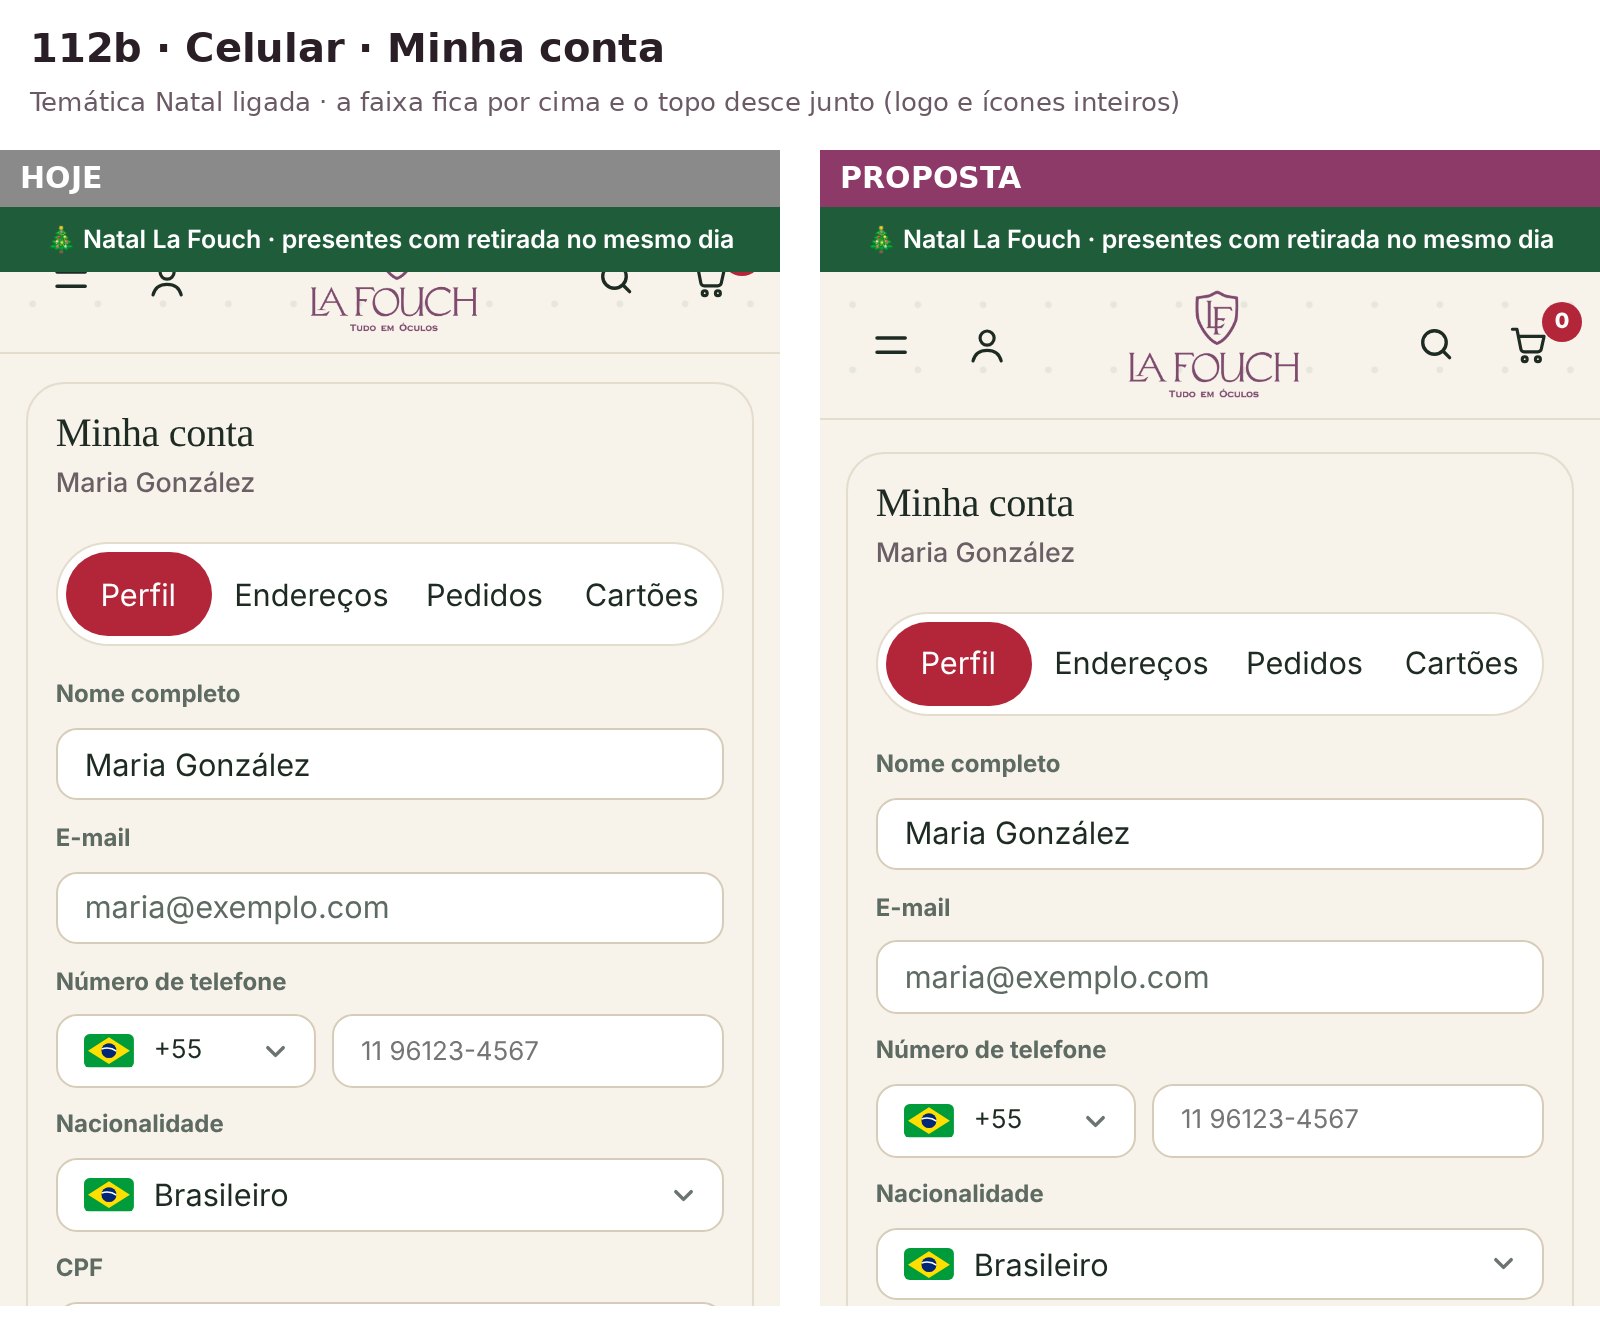 112b · Celular · Minha conta
Temática Natal ligada · a faixa fica por cima e o topo desce junto (logo e ícones inteiros)
HOJE
🎄 Natal La Fouch · presentes com retirada no mesmo dia
LA FOUCH
TUDO EM ÓCULOS
Minha conta
Maria González
Perfil Endereços Pedidos Cartões
Nome completo
Maria González
E-mail
maria@exemplo.com
Número de telefone
+55 11 96123-4567
Nacionalidade
Brasileiro
CPF
PROPOSTA
🎄 Natal La Fouch · presentes com retirada no mesmo dia
LF
0
LA FOUCH
TUDO EM ÓCULOS
Minha conta
Maria González
Perfil Endereços Pedidos Cartões
Nome completo
Maria González
E-mail
maria@exemplo.com
Número de telefone
+55 11 96123-4567
Nacionalidade
Brasileiro